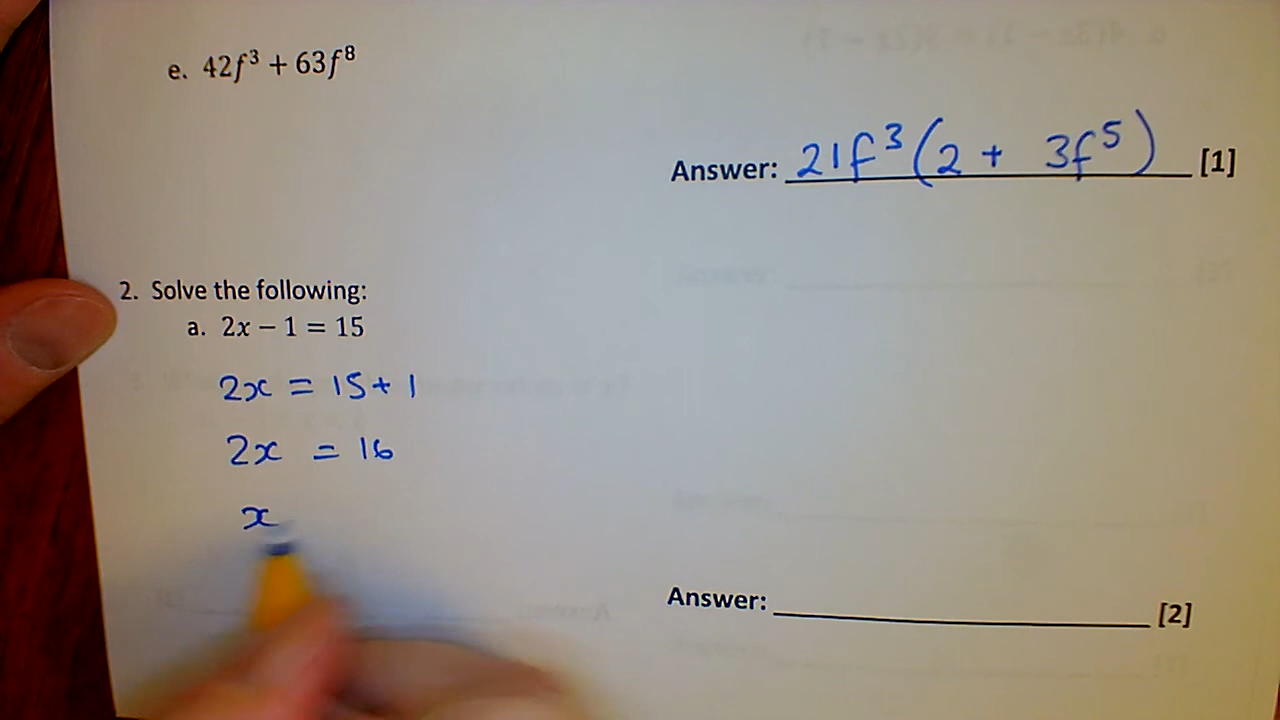 e. 42f³ + 63f⁸
Answer: 21f³(2 + 3f⁵) [1]
2. Solve the following:
a. 2x − 1 = 15
2x = 15 + 1
2x = 16
x
Answer: ____________ [2]